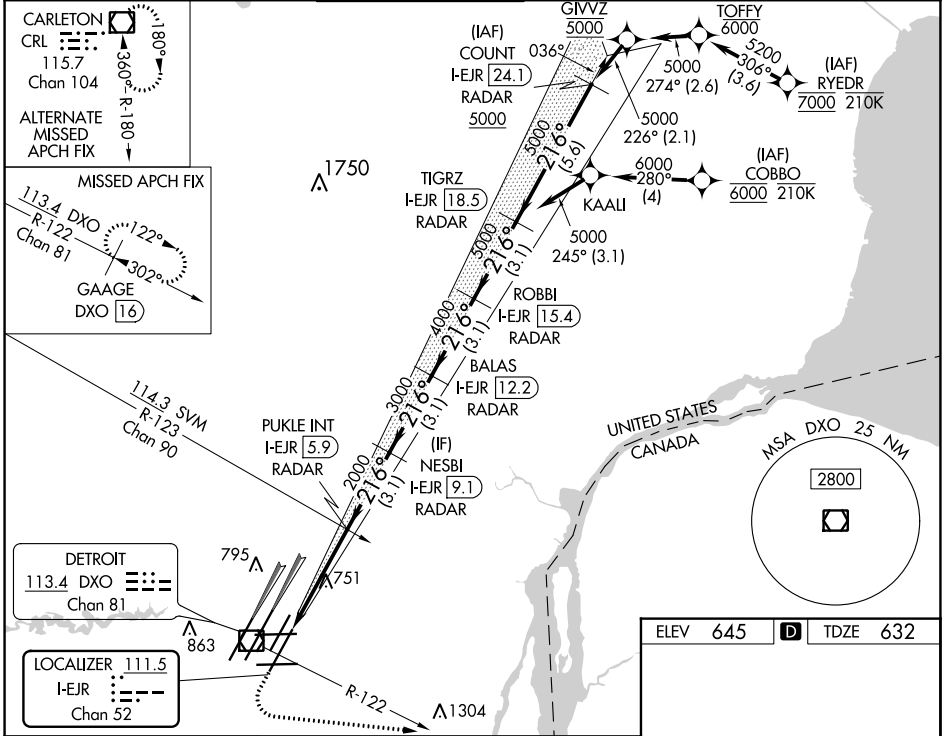 CARLETON
CRL
115.7
Chan 104
180°
360°
R-180
ALTERNATE
MISSED
APCH FIX
MISSED APCH FIX
113.4 DXO
R-122
Chan 81
122°
302°
GAAGE
DXO 16
1750
(IAF)
COUNT
I-EJR 24.1
RADAR
5000
036°
GIVVZ
5000
TOFFY
6000
5000
274° (2.6)
5200
306°
(3.6)
(IAF)
RYEDR
7000 210K
5000
226° (2.1)
5000
216°
(5.6)
TIGRZ
I-EJR 18.5
RADAR
KAALI
6000
280°
(4)
(IAF)
COBBO
6000 210K
5000
245° (3.1)
5000
216°
(3.1)
ROBBI
I-EJR 15.4
RADAR
4000
216°
(3.1)
BALAS
I-EJR 12.2
RADAR
3000
216°
(3.1)
(IF)
NESBI
I-EJR 9.1
RADAR
2000
216°
(3.1)
PUKLE INT
I-EJR 5.9
RADAR
114.3 SVM
R-123
Chan 90
UNITED STATES
CANADA
MSA DXO 25 NM
2800
795
751
863
1304
DETROIT
113.4 DXO
Chan 81
LOCALIZER 111.5
I-EJR
Chan 52
R-122
ELEV 645 D TDZE 632